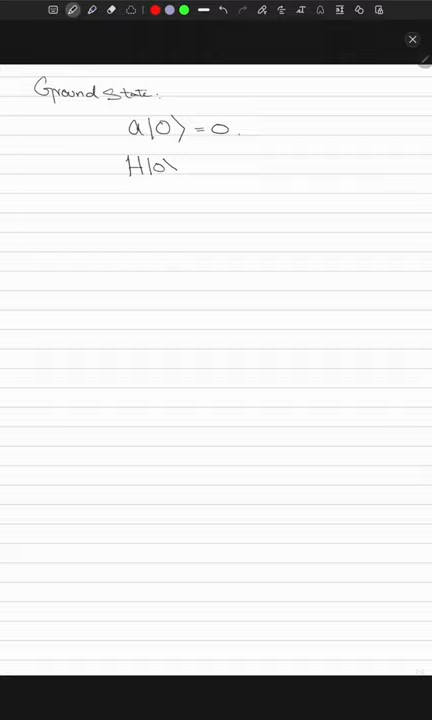 Ground state:
a|0⟩ = 0.
H|0\